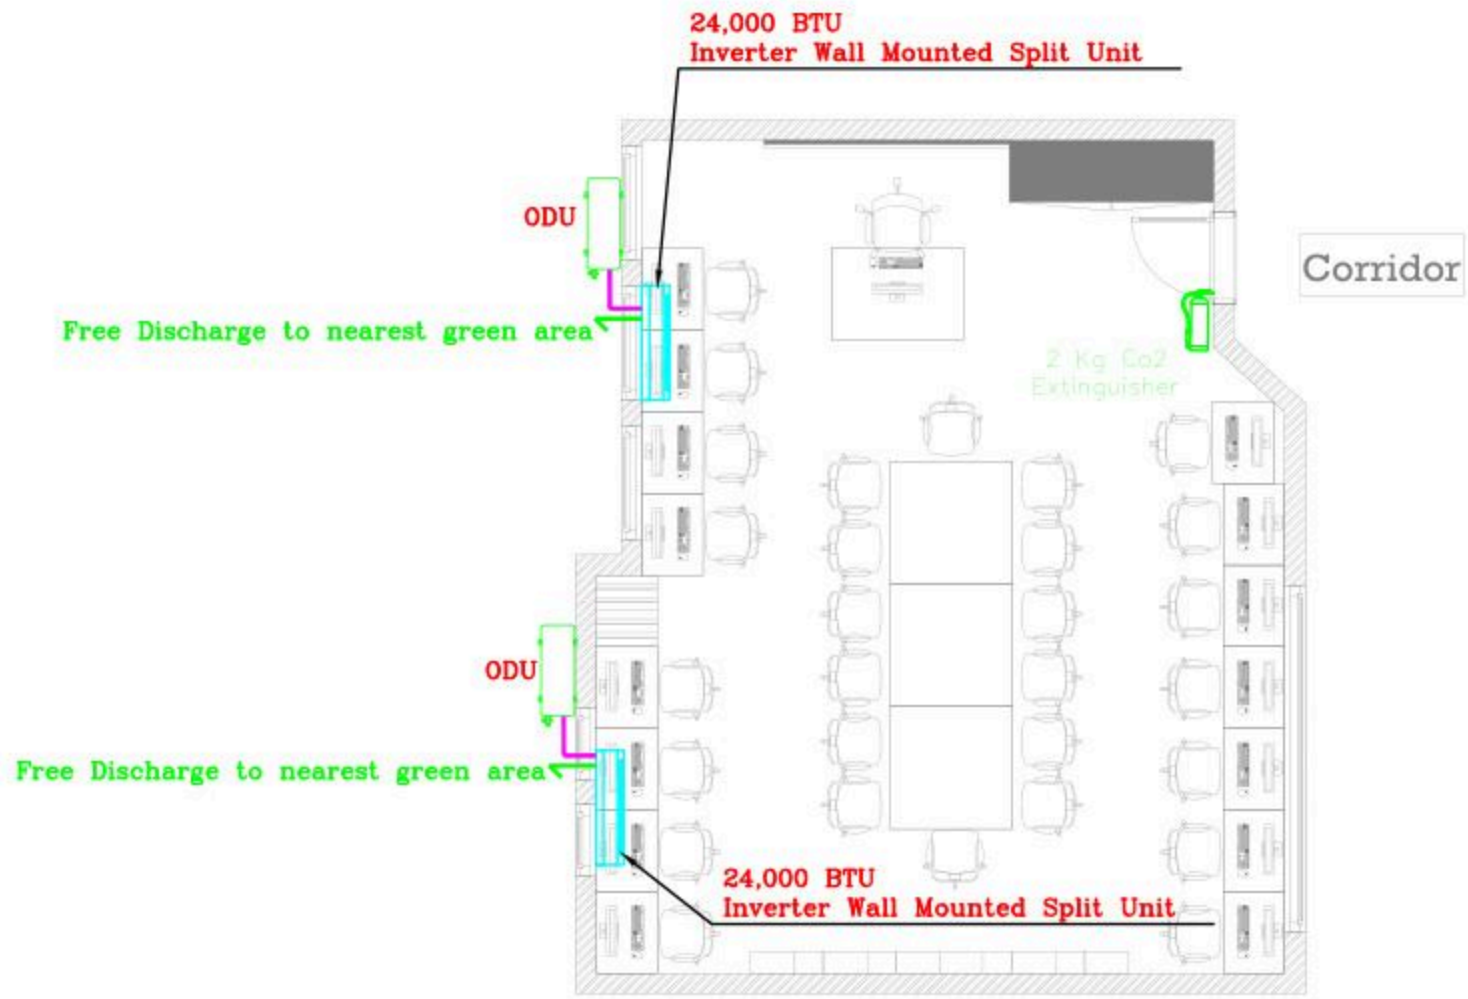 24,000 BTU
Inverter Wall Mounted Split Unit
ODU
Corridor
Free Discharge to nearest green area
2 Kg Co2
Extinguisher
ODU
Free Discharge to nearest green area
24,000 BTU
Inverter Wall Mounted Split Unit